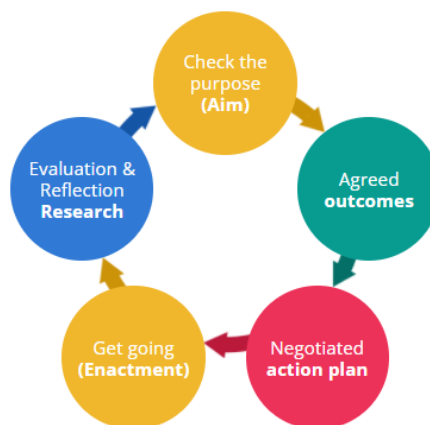 Check the
purpose
(Aim)
Agreed
outcomes
Negotiated
action plan
Get going
(Enactment)
Evaluation &
Reflection
Research